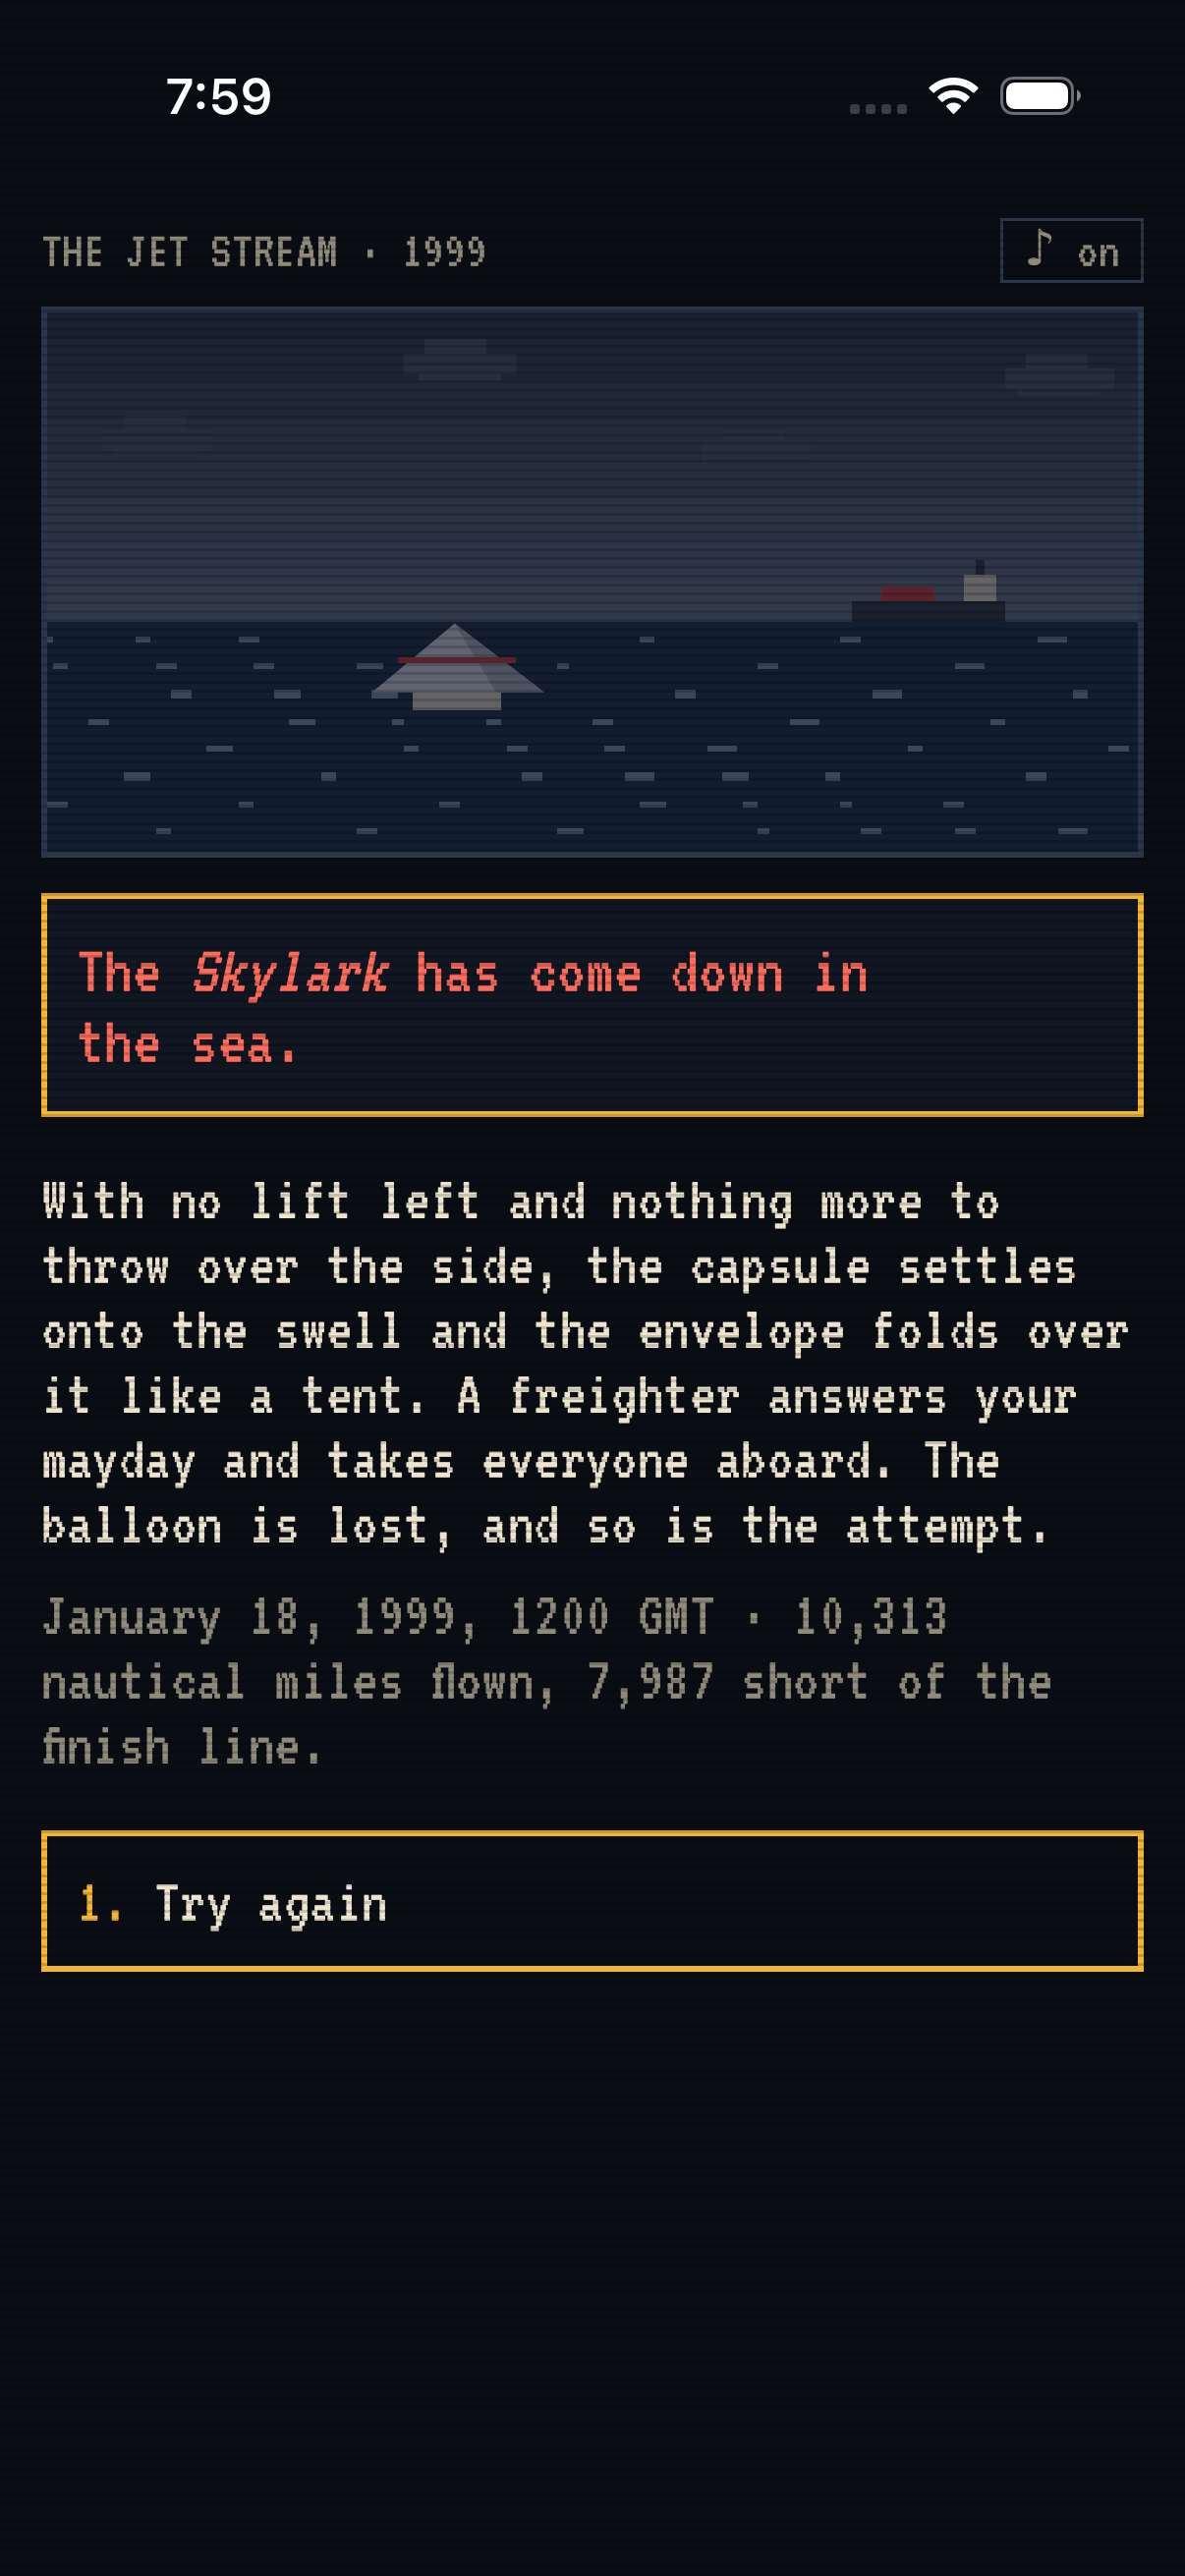 7:59
THE JET STREAM · 1999
♪ on
The Skylark has come down in
the sea.
With no lift left and nothing more to
throw over the side, the capsule settles
onto the swell and the envelope folds over
it like a tent. A freighter answers your
mayday and takes everyone aboard. The
balloon is lost, and so is the attempt.
January 18, 1999, 1200 GMT · 10,313
nautical miles flown, 7,987 short of the
finish line.
1. Try again